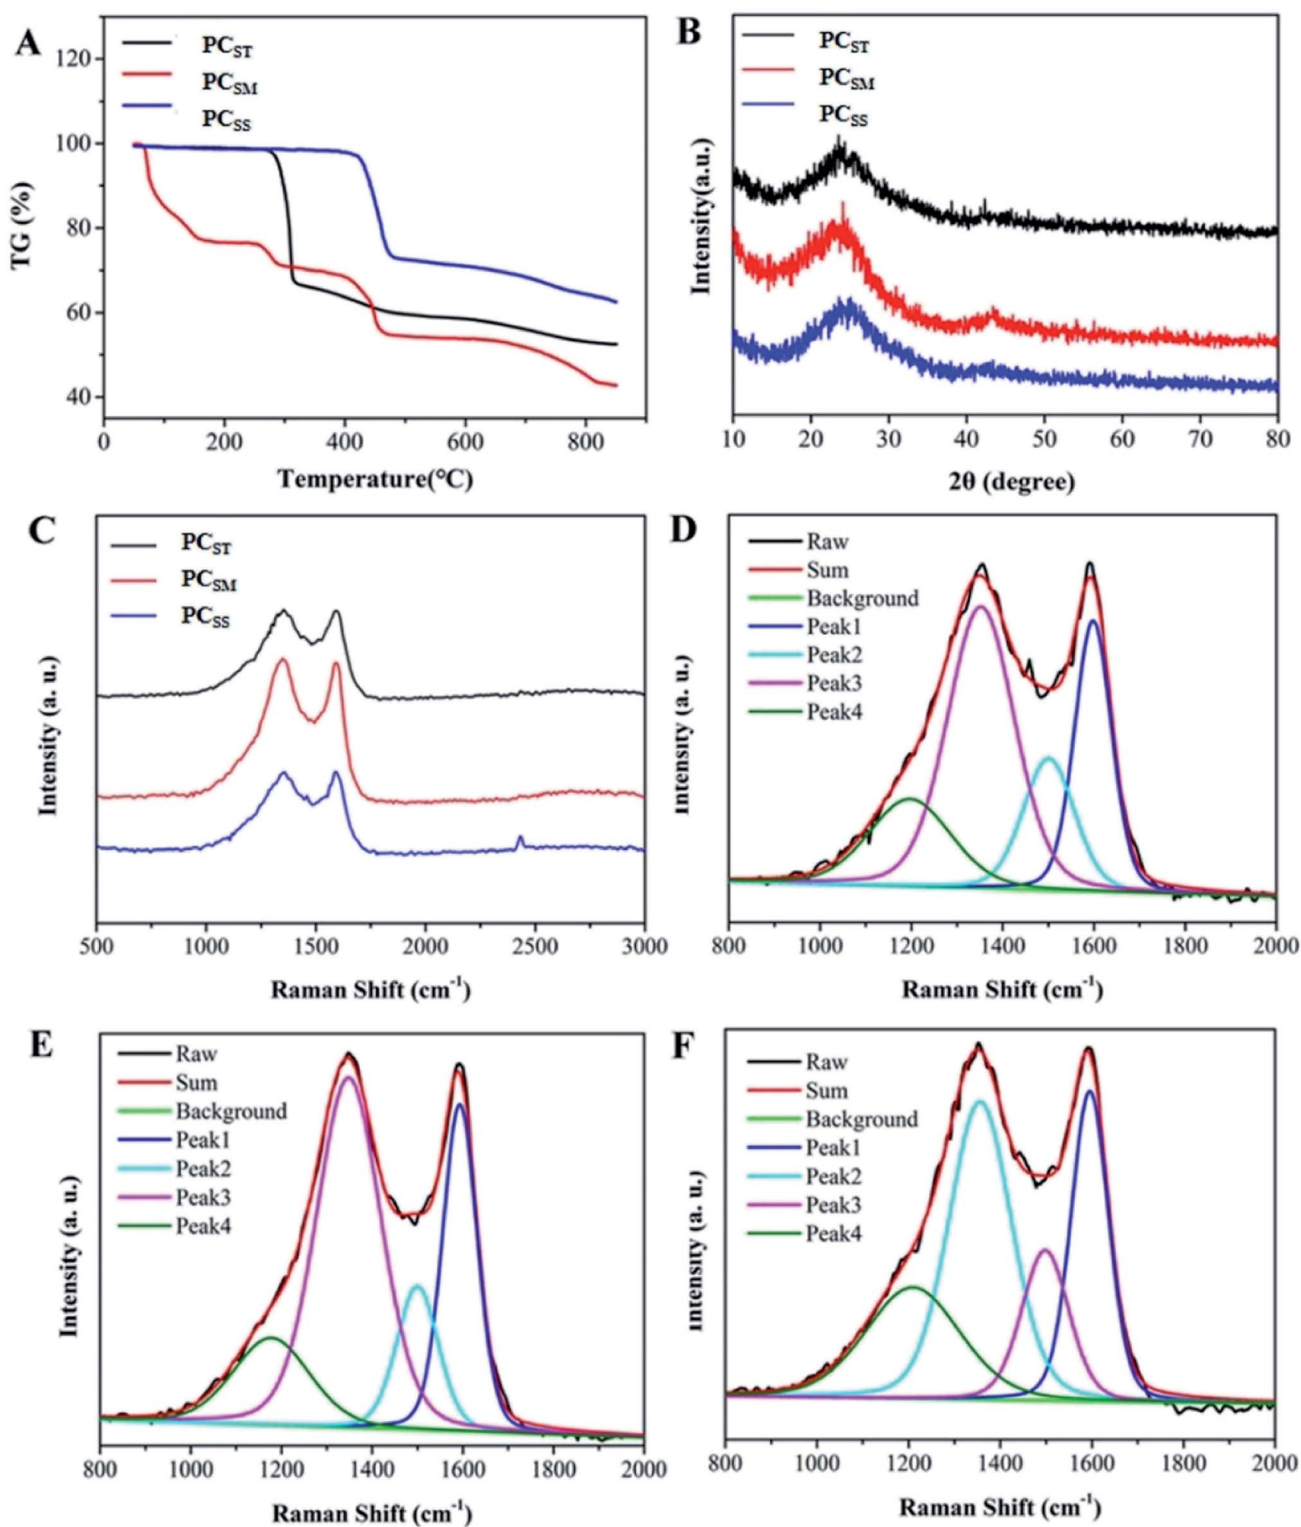 A
PC_ST
PC_SM
PC_SS
120
100
80
60
40
TG (%)
0 200 400 600 800
Temperature(°C)
B
PC_ST
PC_SM
PC_SS
Intensity(a.u.)
10 20 30 40 50 60 70 80
2θ (degree)
C
PC_ST
PC_SM
PC_SS
Intensity (a. u.)
500 1000 1500 2000 2500 3000
Raman Shift (cm⁻¹)
D
Raw
Sum
Background
Peak1
Peak2
Peak3
Peak4
Intensity (a. u.)
800 1000 1200 1400 1600 1800 2000
Raman Shift (cm⁻¹)
E
Raw
Sum
Background
Peak1
Peak2
Peak3
Peak4
Intensity (a. u.)
800 1000 1200 1400 1600 1800 2000
Raman Shift (cm⁻¹)
F
Raw
Sum
Background
Peak1
Peak2
Peak3
Peak4
Intensity (a. u.)
800 1000 1200 1400 1600 1800 2000
Raman Shift (cm⁻¹)